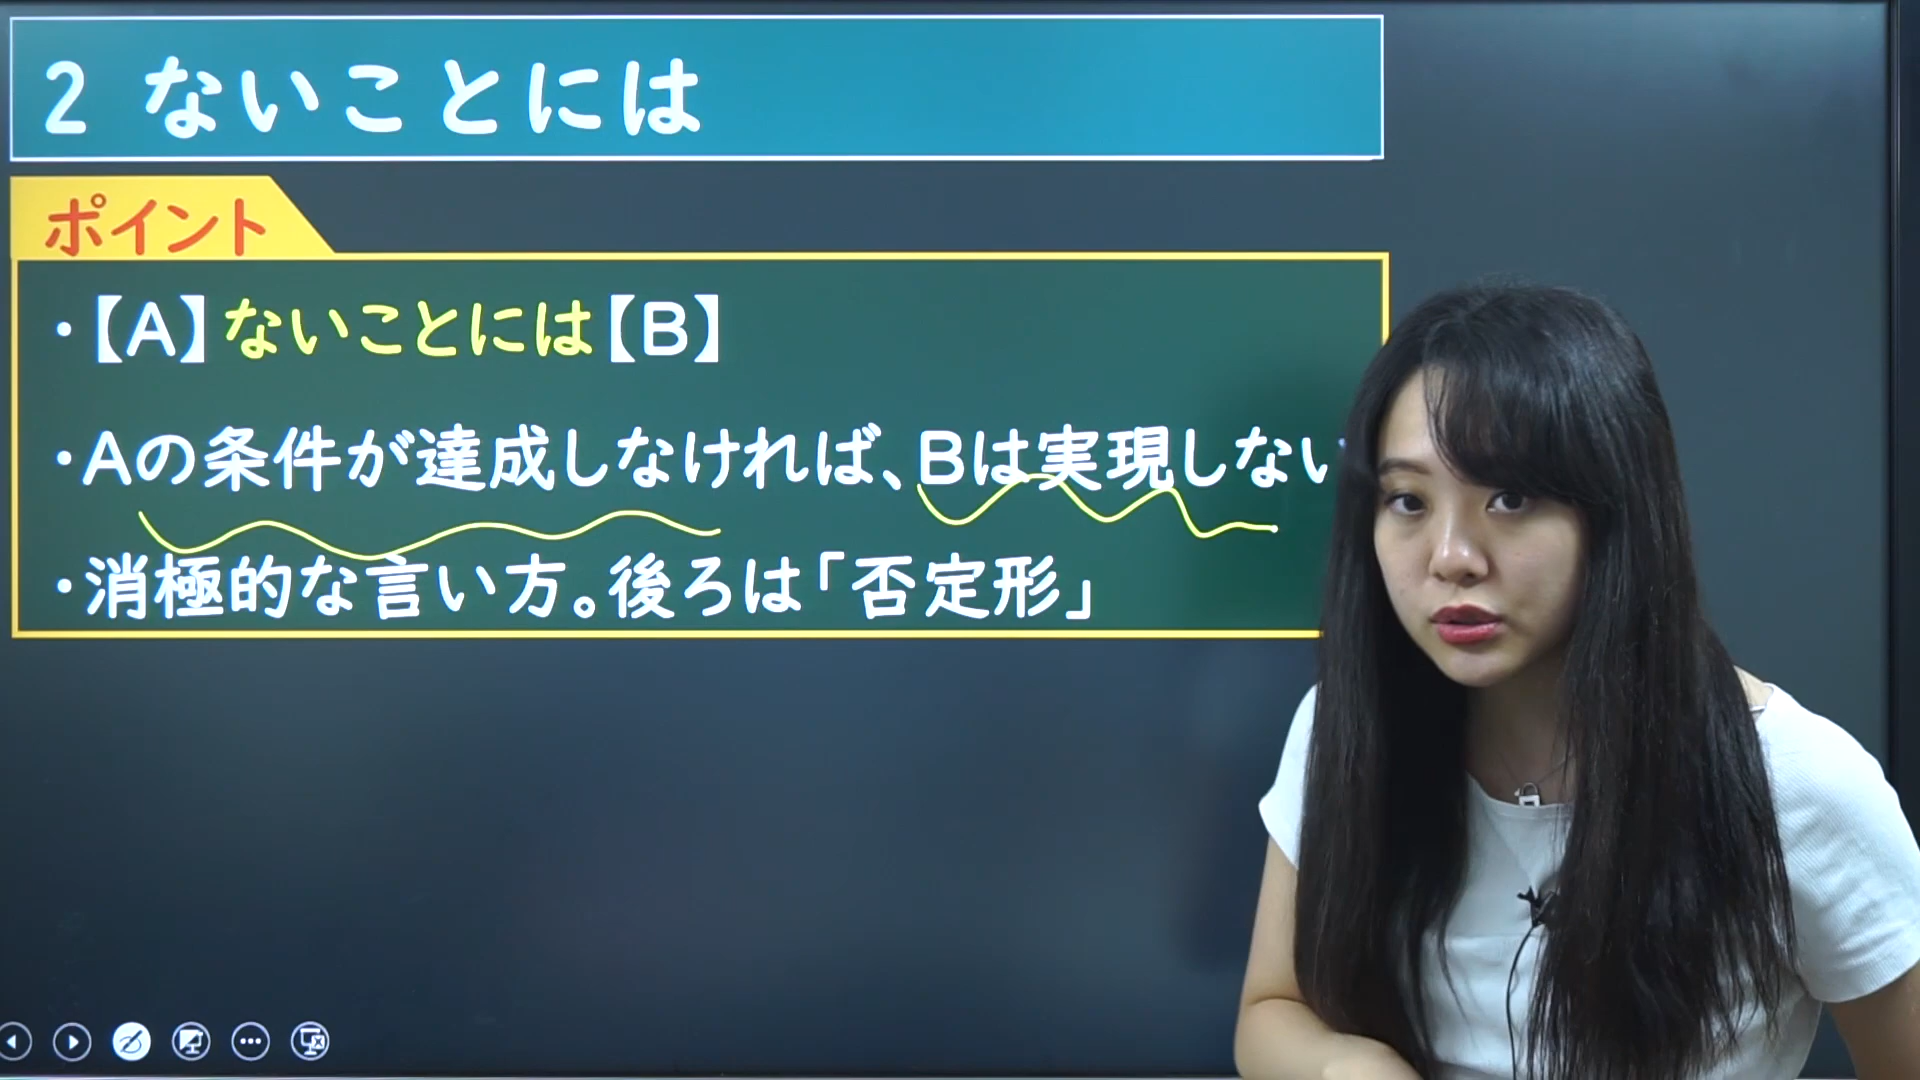 2 ないことには
ポイント
・【A】ないことには【B】
・Aの条件が達成しなければ、Bは実現しない
・消極的な言い方。後ろは「否定形」